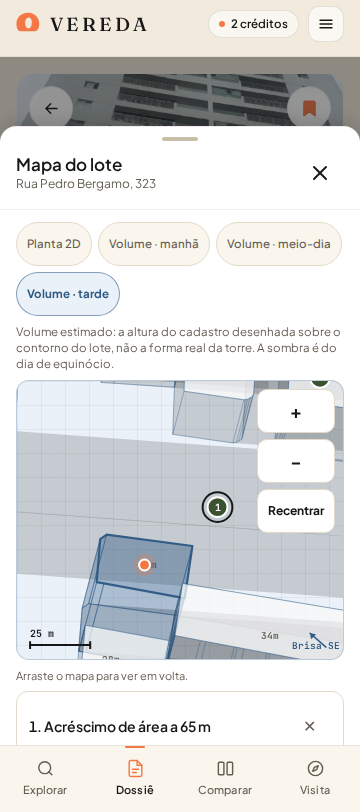 VEREDA
2 créditos
Mapa do lote
Rua Pedro Bergamo, 323
Planta 2D
Volume · manhã
Volume · meio-dia
Volume · tarde
Volume estimado: a altura do cadastro desenhada sobre o
contorno do lote, não a forma real da torre. A sombra é do
dia de equinócio.
+
−
Recentrar
1
25 m
34m
Brisa SE
Arraste o mapa para ver em volta.
1. Acréscimo de área a 65 m
Explorar
Dossiê
Comparar
Visita